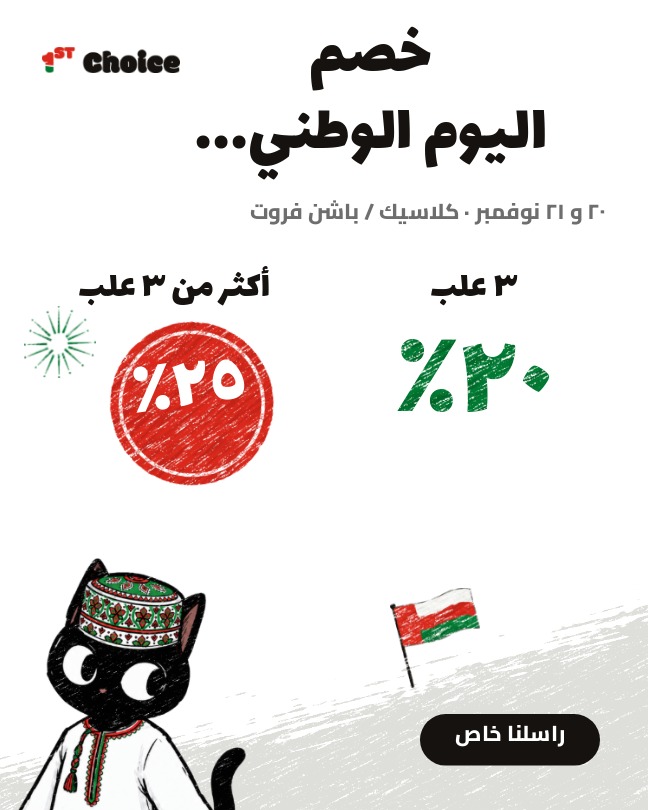 1ST Choice
خصم
اليوم الوطني...
٢٠ و ٢١ نوفمبر · كلاسيك / باشن فروت
٣ علب
٢٠٪
أكثر من ٣ علب
٢٥٪
راسلنا خاص